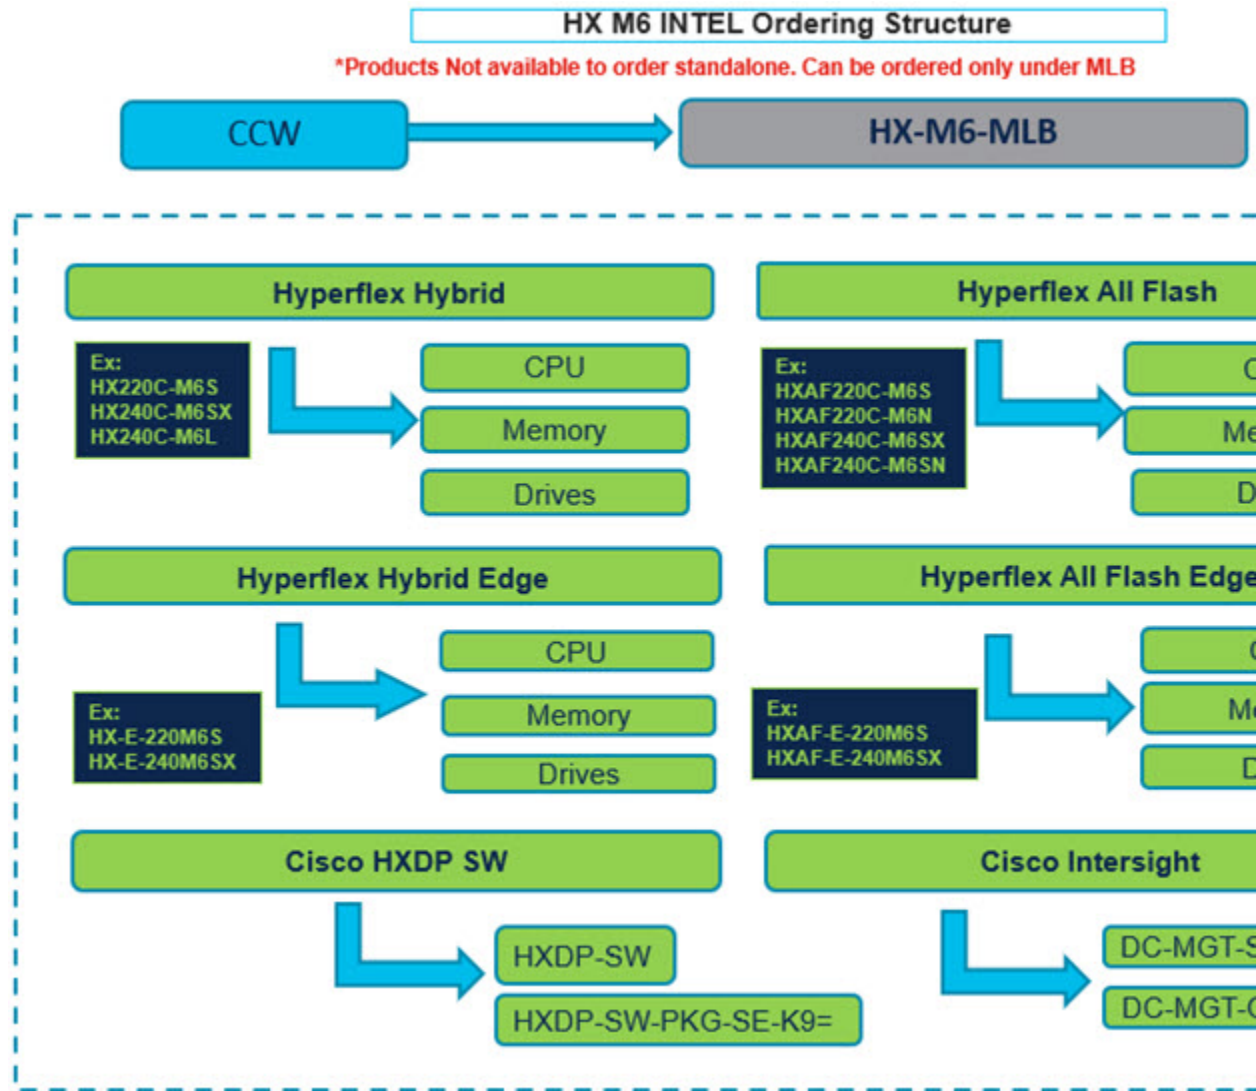 HX M6 INTEL Ordering Structure
*Products Not available to order standalone. Can be ordered only under MLB
CCW
HX-M6-MLB
Hyperflex Hybrid
Ex:
HX220C-M6S
HX240C-M6SX
HX240C-M6L
CPU
Memory
Drives
Hyperflex All Flash
Ex:
HXAF220C-M6S
HXAF220C-M6N
HXAF240C-M6SX
HXAF240C-M6SN
Hyperflex Hybrid Edge
Ex:
HX-E-220M6S
HX-E-240M6SX
CPU
Memory
Drives
Hyperflex All Flash Edge
Ex:
HXAF-E-220M6S
HXAF-E-240M6SX
Cisco HXDP SW
HXDP-SW
HXDP-SW-PKG-SE-K9=
Cisco Intersight
DC-MGT-S
DC-MGT-